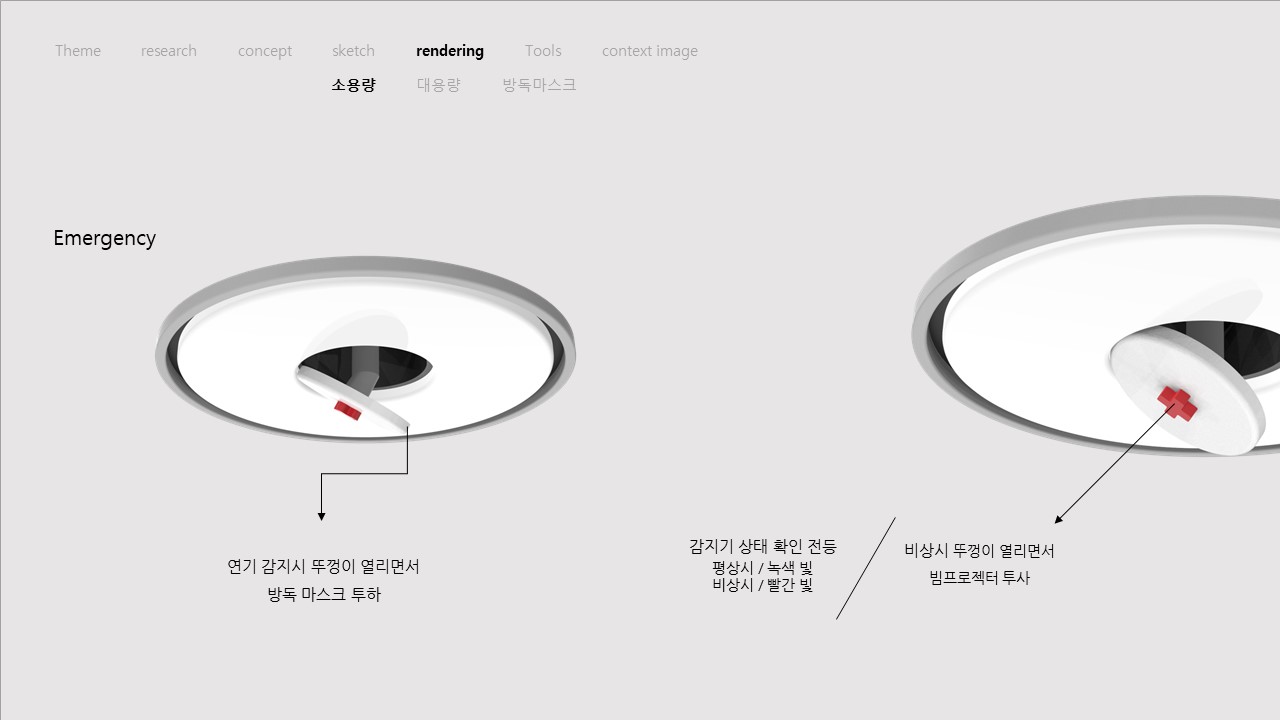 Theme research concept sketch rendering Tools context image
소용량 대용량 방독마스크
Emergency
연기 감지시 뚜껑이 열리면서
방독 마스크 투하
감지기 상태 확인 전등
평상시 / 녹색 빛
비상시 / 빨간 빛
비상시 뚜껑이 열리면서
빔프로젝터 투사